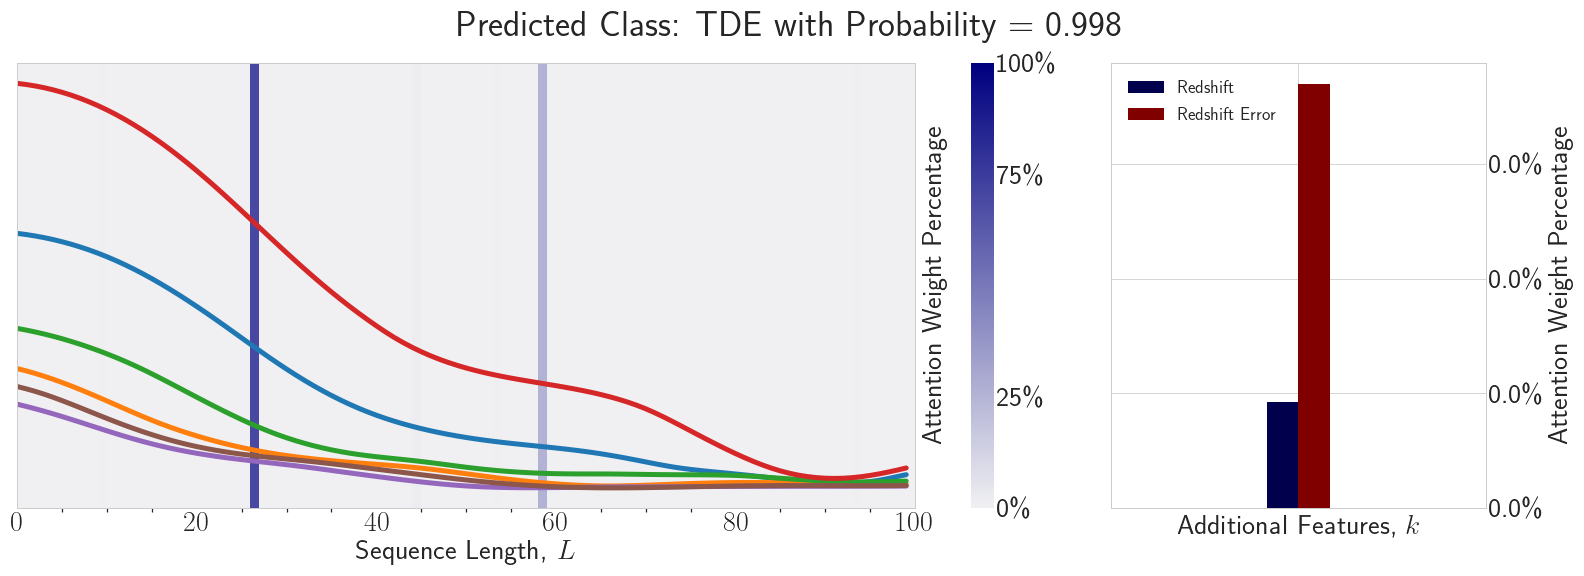 Predicted Class: TDE with Probability = 0.998
0 20 40 60 80 100
Sequence Length, L
Attention Weight Percentage
100%
75%
25%
0%
Redshift
Redshift Error
0.0%
0.0%
0.0%
0.0%
Additional Features, k
Attention Weight Percentage